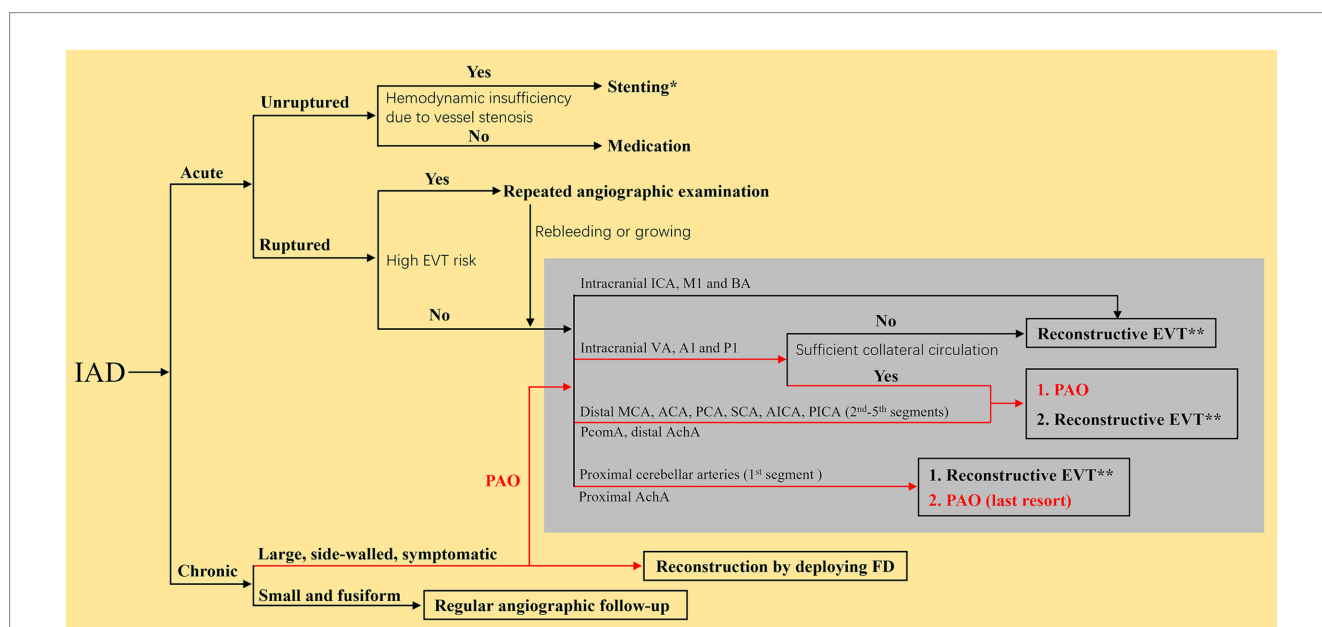 Yes
Stenting*
Unruptured
Hemodynamic insufficiency
due to vessel stenosis
No
Medication
Acute
Yes
Repeated angiographic examination
Rebleeding or growing
Ruptured
High EVT risk
No
Intracranial ICA, M1 and BA
No
Reconstructive EVT**
Intracranial VA, A1 and P1
Sufficient collateral circulation
Yes
IAD
1. PAO
2. Reconstructive EVT**
Distal MCA, ACA, PCA, SCA, AICA, PICA (2nd-5th segments)
PcomA, distal AchA
PAO
Proximal cerebellar arteries (1st segment )
Proximal AchA
1. Reconstructive EVT**
2. PAO (last resort)
Large, side-walled, symptomatic
Reconstruction by deploying FD
Chronic
Small and fusiform
Regular angiographic follow-up